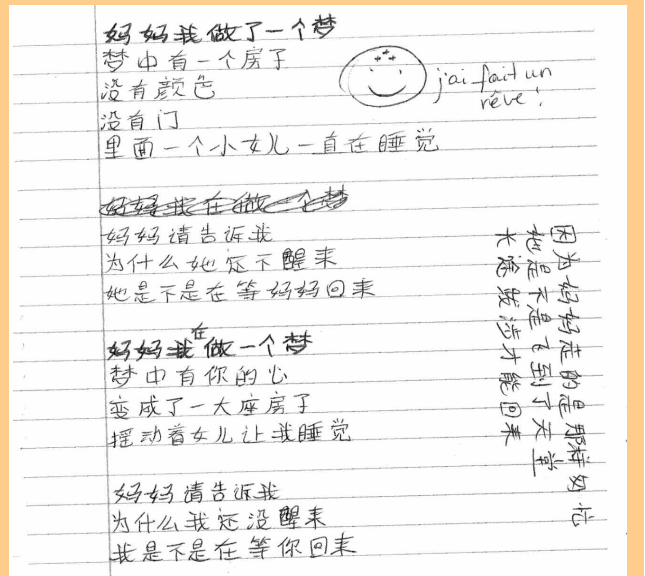 妈妈我做了一个梦
梦中有一个房子
没有颜色
没有门
里面一个小女儿一直在睡觉
j'ai fait un
rêve!
妈妈我在做一个梦
妈妈请告诉我
为什么她还不醒来
她是不是在等妈妈回来
妈妈我在做一个梦
梦中有你的心
变成了一大座房子
摇动着女儿让我睡觉
妈妈请告诉我
为什么我还没醒来
我是不是在等你回来
因为妈妈走的是那样匆忙
她是不是飞到了天堂
长途跋涉才能回来